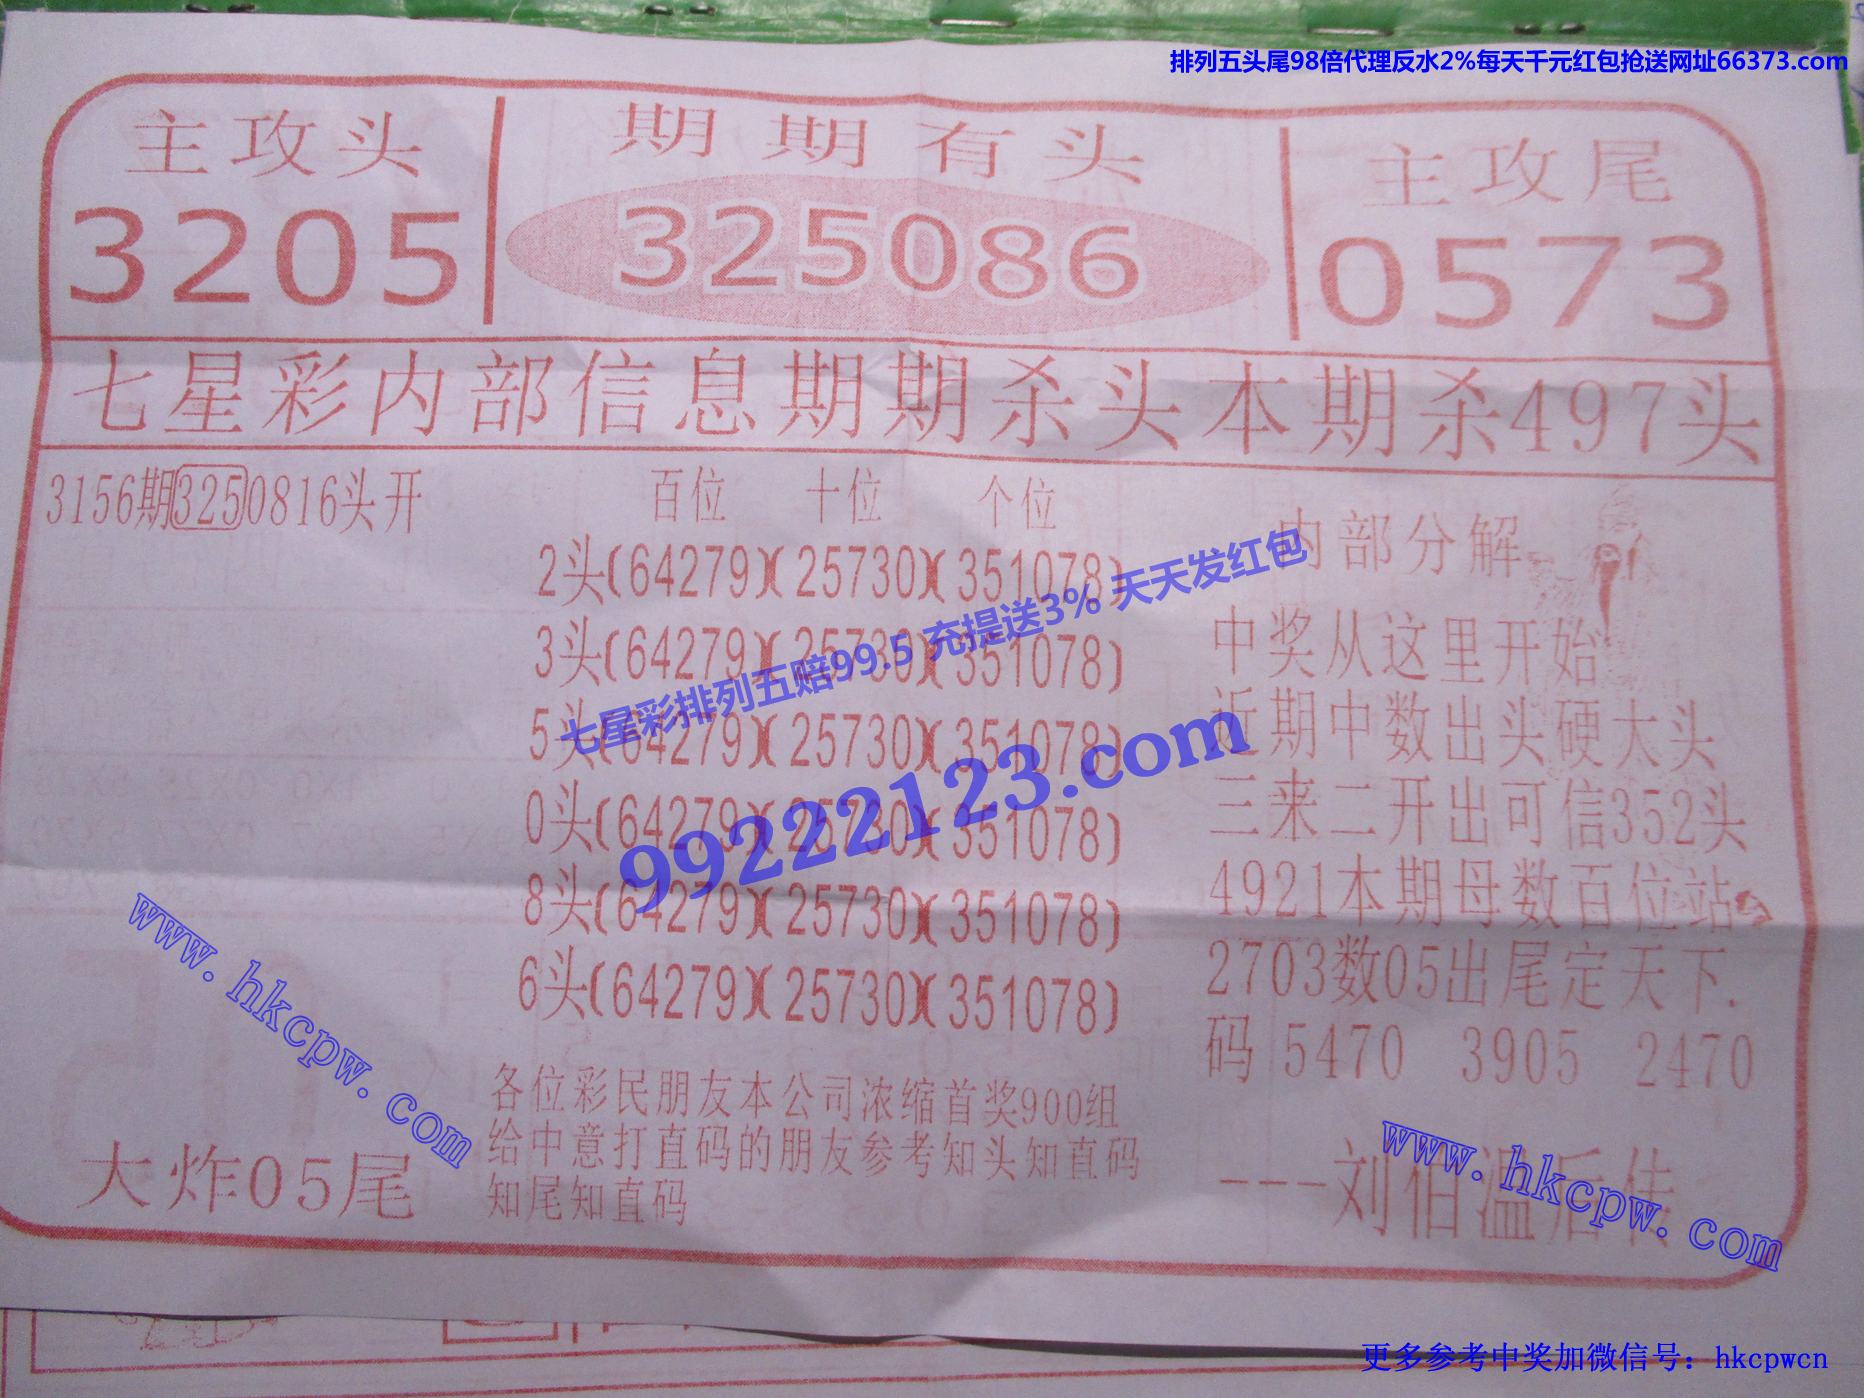 排列五头尾98倍代理反水2%每天千元红包抢送网址66373.com
主攻头
3205
期期有头
325086
主攻尾
0573
七星彩内部信息期期杀头本期杀497头
3156期3250816头开
百位 十位 个位
2头(64279)(25730)(351078)
3头(64279)(25730)(351078)
5头(64279)(25730)(351078)
0头(64279)(25730)(351078)
8头(64279)(25730)(351078)
6头(64279)(25730)(351078)
七星彩排列五赔99.5 充提送3% 天天发红包
99222123.com
内部分解
中奖从这里开始
近期中数出头硬太头
三来二开出可信352头
4921本期母数百位站
2703数05出尾定天下.
码 5470 3905 2470
---刘伯温后传
www.hkcpw.com
www.hkcpw.com
大炸05尾
各位彩民朋友本公司浓缩首奖900组
给中意打直码的朋友参考知头知直码
知尾知直码
更多参考中奖加微信号：hkcpwcn